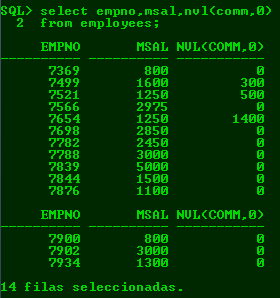 SQL> select empno,msal,nvl(comm,0)
2 from employees;
EMPNO MSAL NVL(COMM,0)
---------- ---------- -----------
7369 800 0
7499 1600 300
7521 1250 500
7566 2975 0
7654 1250 1400
7698 2850 0
7782 2450 0
7788 3000 0
7839 5000 0
7844 1500 0
7876 1100 0
EMPNO MSAL NVL(COMM,0)
---------- ---------- -----------
7900 800 0
7902 3000 0
7934 1300 0
14 filas seleccionadas.